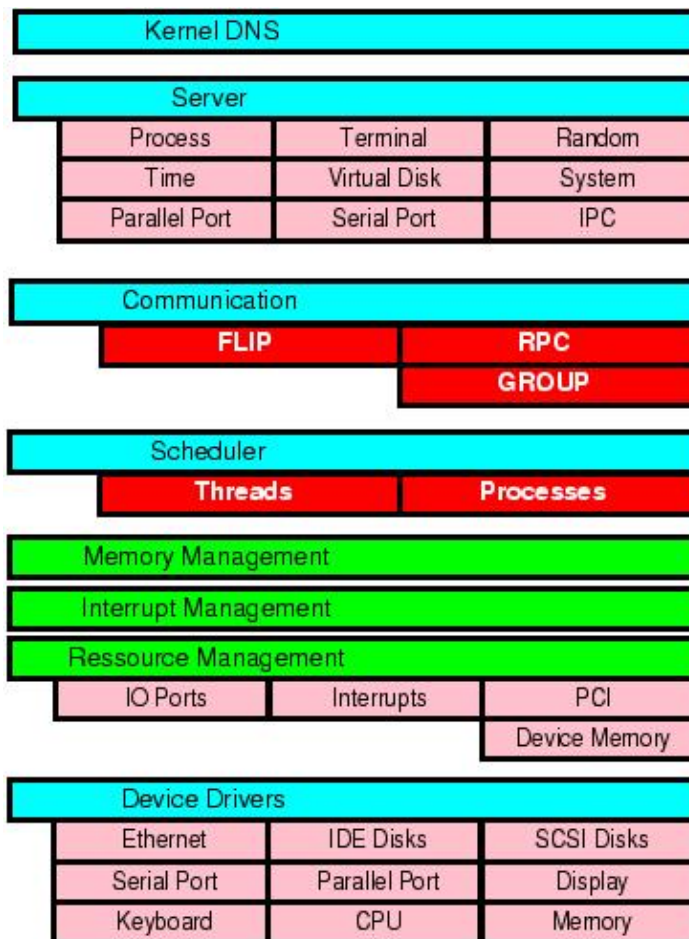 Kernel DNS
Server
Process Terminal Random
Time Virtual Disk System
Parallel Port Serial Port IPC
Communication
FLIP RPC
GROUP
Scheduler
Threads Processes
Memory Management
Interrupt Management
Ressource Management
IO Ports Interrupts PCI
Device Memory
Device Drivers
Ethernet IDE Disks SCSI Disks
Serial Port Parallel Port Display
Keyboard CPU Memory